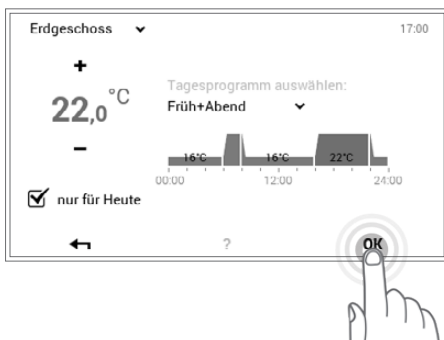 Erdgeschoss
17:00
+
22,0 °C
−
Tagesprogramm auswählen:
Früh+Abend
16°C 16°C 22°C
00:00 12:00 24:00
nur für Heute
? OK